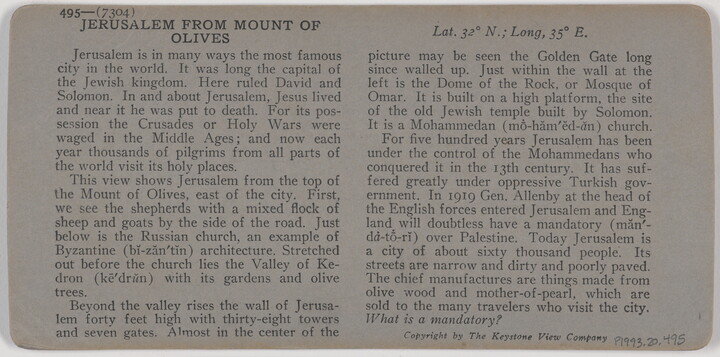 495—(7304)
JERUSALEM FROM MOUNT OF
OLIVES
Jerusalem is in many ways the most famous
city in the world. It was long the capital of
the Jewish kingdom. Here ruled David and
Solomon. In and about Jerusalem, Jesus lived
and near it he was put to death. For its pos-
session the Crusades or Holy Wars were
waged in the Middle Ages; and now each
year thousands of pilgrims from all parts of
the world visit its holy places.
This view shows Jerusalem from the top of
the Mount of Olives, east of the city. First,
we see the shepherds with a mixed flock of
sheep and goats by the side of the road. Just
below is the Russian church, an example of
Byzantine (bĭ-zăn′tĭn) architecture. Stretched
out before the church lies the Valley of Ke-
dron (kē′drŭn) with its gardens and olive
trees.
Beyond the valley rises the wall of Jerusa-
lem forty feet high with thirty-eight towers
and seven gates. Almost in the center of the
Lat. 32° N.; Long, 35° E.
picture may be seen the Golden Gate long
since walled up. Just within the wall at the
left is the Dome of the Rock, or Mosque of
Omar. It is built on a high platform, the site
of the old Jewish temple built by Solomon.
It is a Mohammedan (mô-hăm′ĕd-ăn) church.
For five hundred years Jerusalem has been
under the control of the Mohammedans who
conquered it in the 13th century. It has suf-
fered greatly under oppressive Turkish gov-
ernment. In 1919 Gen. Allenby at the head of
the English forces entered Jerusalem and Eng-
land will doubtless have a mandatory (măn′-
dȧ-tô-rĭ) over Palestine. Today Jerusalem is
a city of about sixty thousand people. Its
streets are narrow and dirty and poorly paved.
The chief manufactures are things made from
olive wood and mother-of-pearl, which are
sold to the many travelers who visit the city.
What is a mandatory?
Copyright by The Keystone View Company P1993.20.495